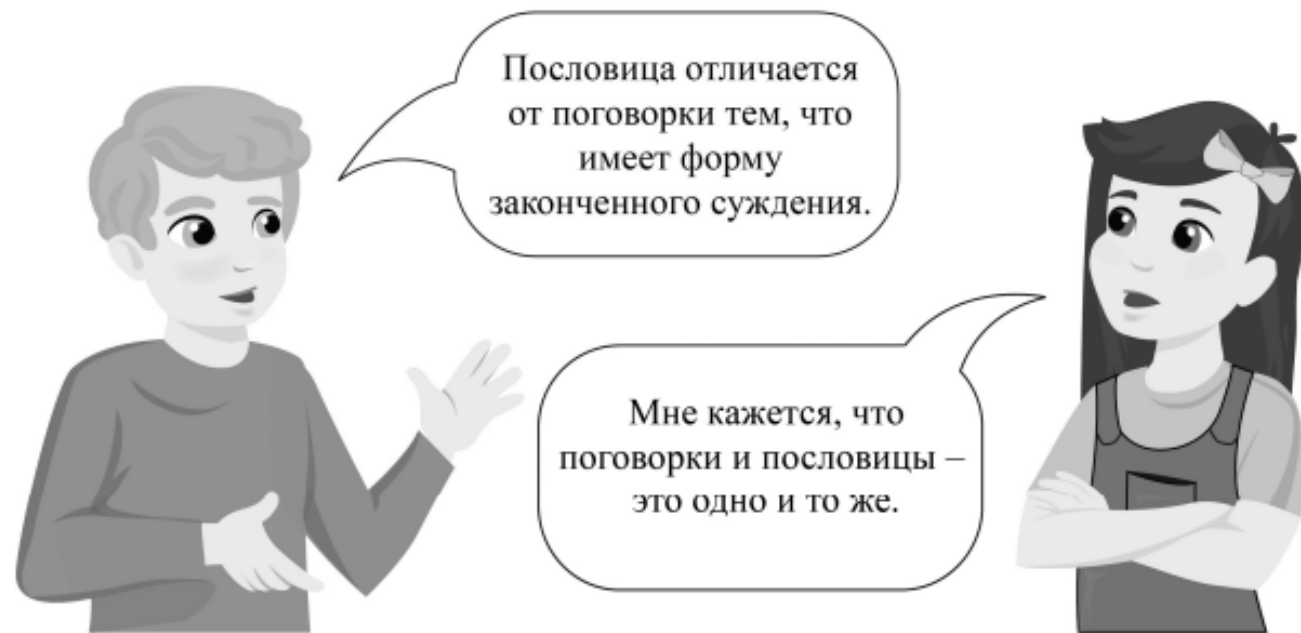 Пословица отличается
от поговорки тем, что
имеет форму
законченного суждения.
Мне кажется, что
поговорки и пословицы –
это одно и то же.